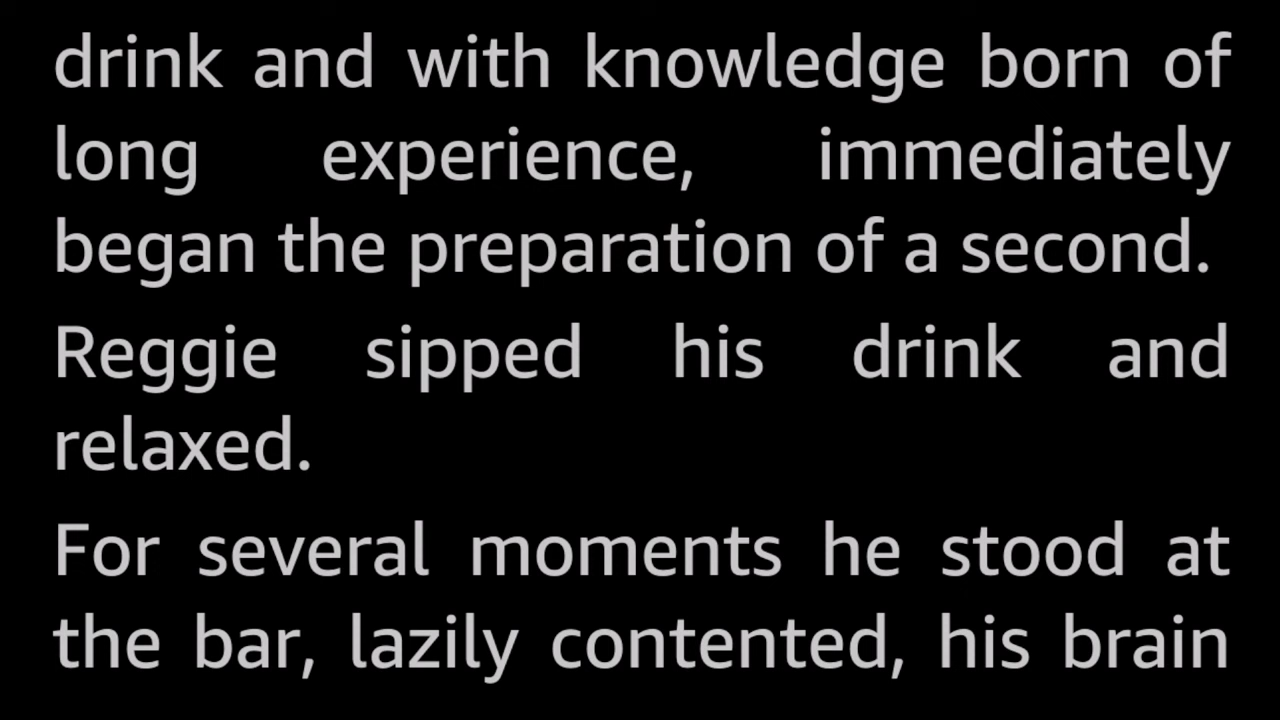 drink and with knowledge born of
long experience, immediately
began the preparation of a second.
Reggie sipped his drink and
relaxed.
For several moments he stood at
the bar, lazily contented, his brain